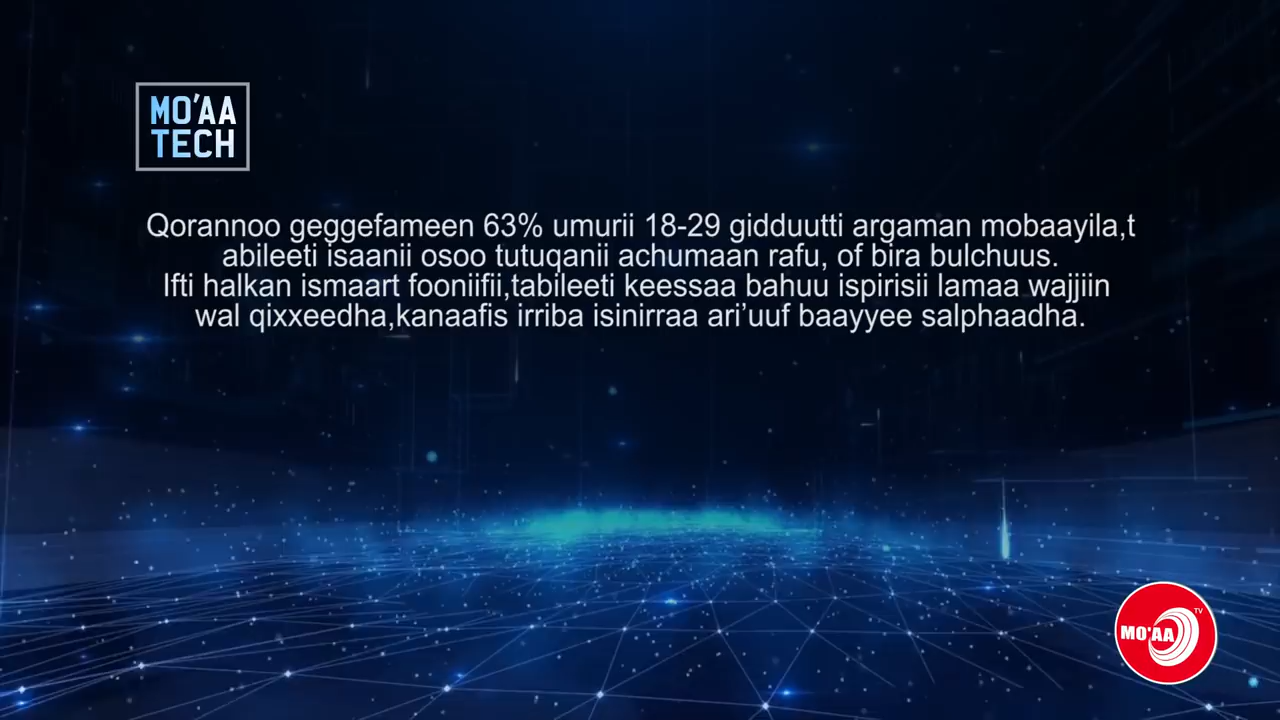 MO'AA
TECH
Qorannoo geggefameen 63% umurii 18-29 gidduutti argaman mobaayila,t
abileeti isaanii osoo tutuqanii achumaan rafu, of bira bulchuus.
Ifti halkan ismaart fooniifii,tabileeti keessaa bahuu ispirisii lamaa wajjiin
wal qixxeedha,kanaafis irriba isinirraa ari’uuf baayyee salphaadha.
TV
MO'AA